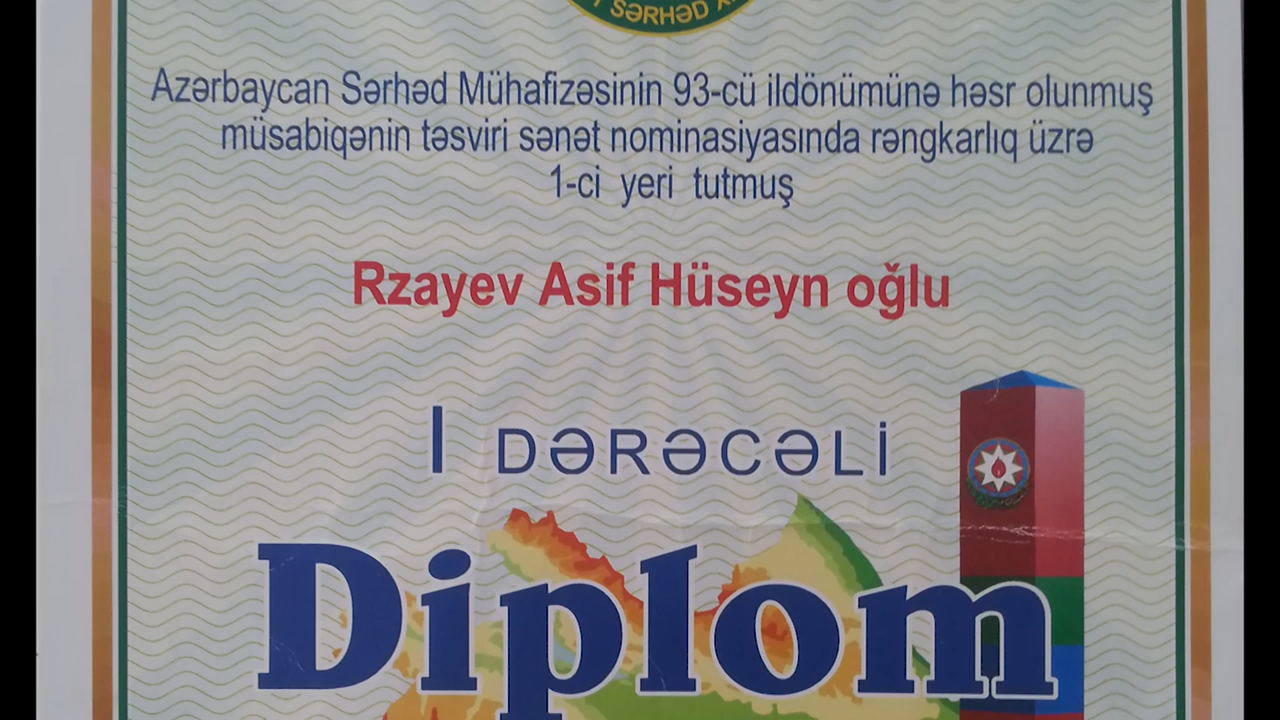 SƏRHƏD
Azərbaycan Sərhəd Mühafizəsinin 93-cü ildönümünə həsr olunmuş
müsabiqənin təsviri sənət nominasiyasında rəngkarlıq üzrə
1-ci yeri tutmuş
Rzayev Asif Hüseyn oğlu
I DƏRƏCƏLİ
Diplom